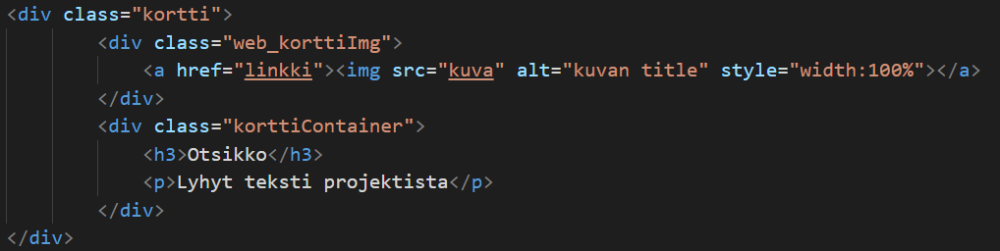 <div class="kortti">
<div class="web_korttiImg">
<a href="linkki"><img src="kuva" alt="kuvan title" style="width:100%"></a>
</div>
<div class="korttiContainer">
<h3>Otsikko</h3>
<p>Lyhyt teksti projektista</p>
</div>
</div>